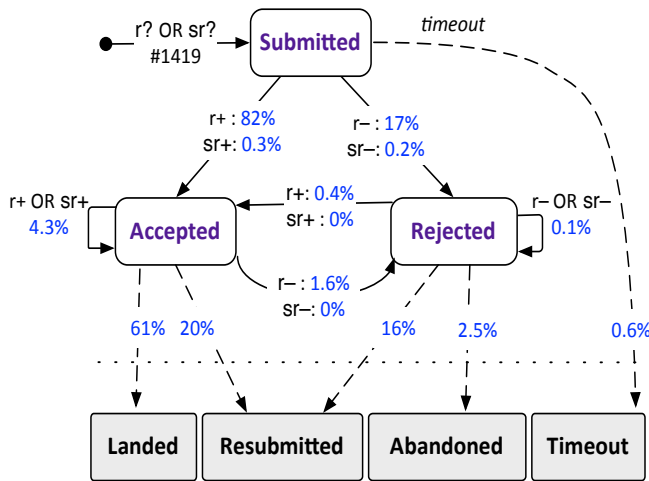 r? OR sr?
#1419
Submitted
timeout
r+ : 82%
sr+: 0.3%
r− : 17%
sr−: 0.2%
r+ OR sr+
4.3%
Accepted
r+: 0.4%
sr+ : 0%
Rejected
r− OR sr−
0.1%
r− : 1.6%
sr−: 0%
61%
20%
16%
2.5%
0.6%
Landed
Resubmitted
Abandoned
Timeout